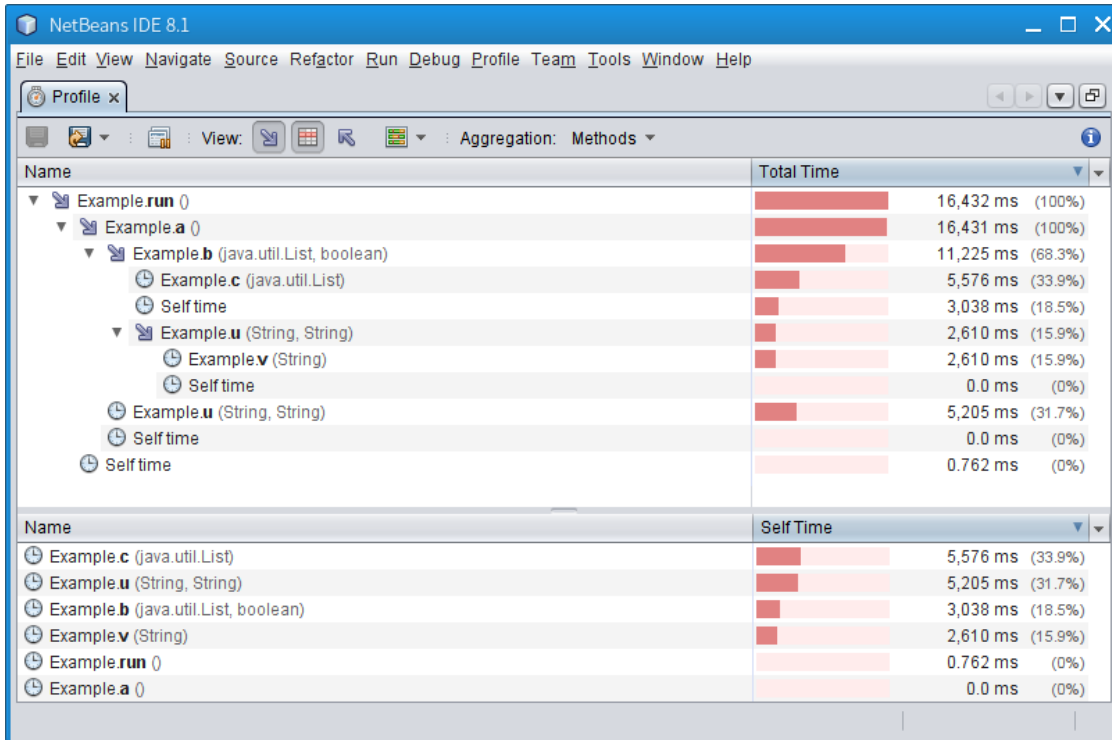 NetBeans IDE 8.1
File Edit View Navigate Source Refactor Run Debug Profile Team Tools Window Help
Profile
View: Aggregation: Methods
Name Total Time
Example.run () 16,432 ms (100%)
Example.a () 16,431 ms (100%)
Example.b (java.util.List, boolean) 11,225 ms (68.3%)
Example.c (java.util.List) 5,576 ms (33.9%)
Self time 3,038 ms (18.5%)
Example.u (String, String) 2,610 ms (15.9%)
Example.v (String) 2,610 ms (15.9%)
Self time 0.0 ms (0%)
Example.u (String, String) 5,205 ms (31.7%)
Self time 0.0 ms (0%)
Self time 0.762 ms (0%)
Name Self Time
Example.c (java.util.List) 5,576 ms (33.9%)
Example.u (String, String) 5,205 ms (31.7%)
Example.b (java.util.List, boolean) 3,038 ms (18.5%)
Example.v (String) 2,610 ms (15.9%)
Example.run () 0.762 ms (0%)
Example.a () 0.0 ms (0%)